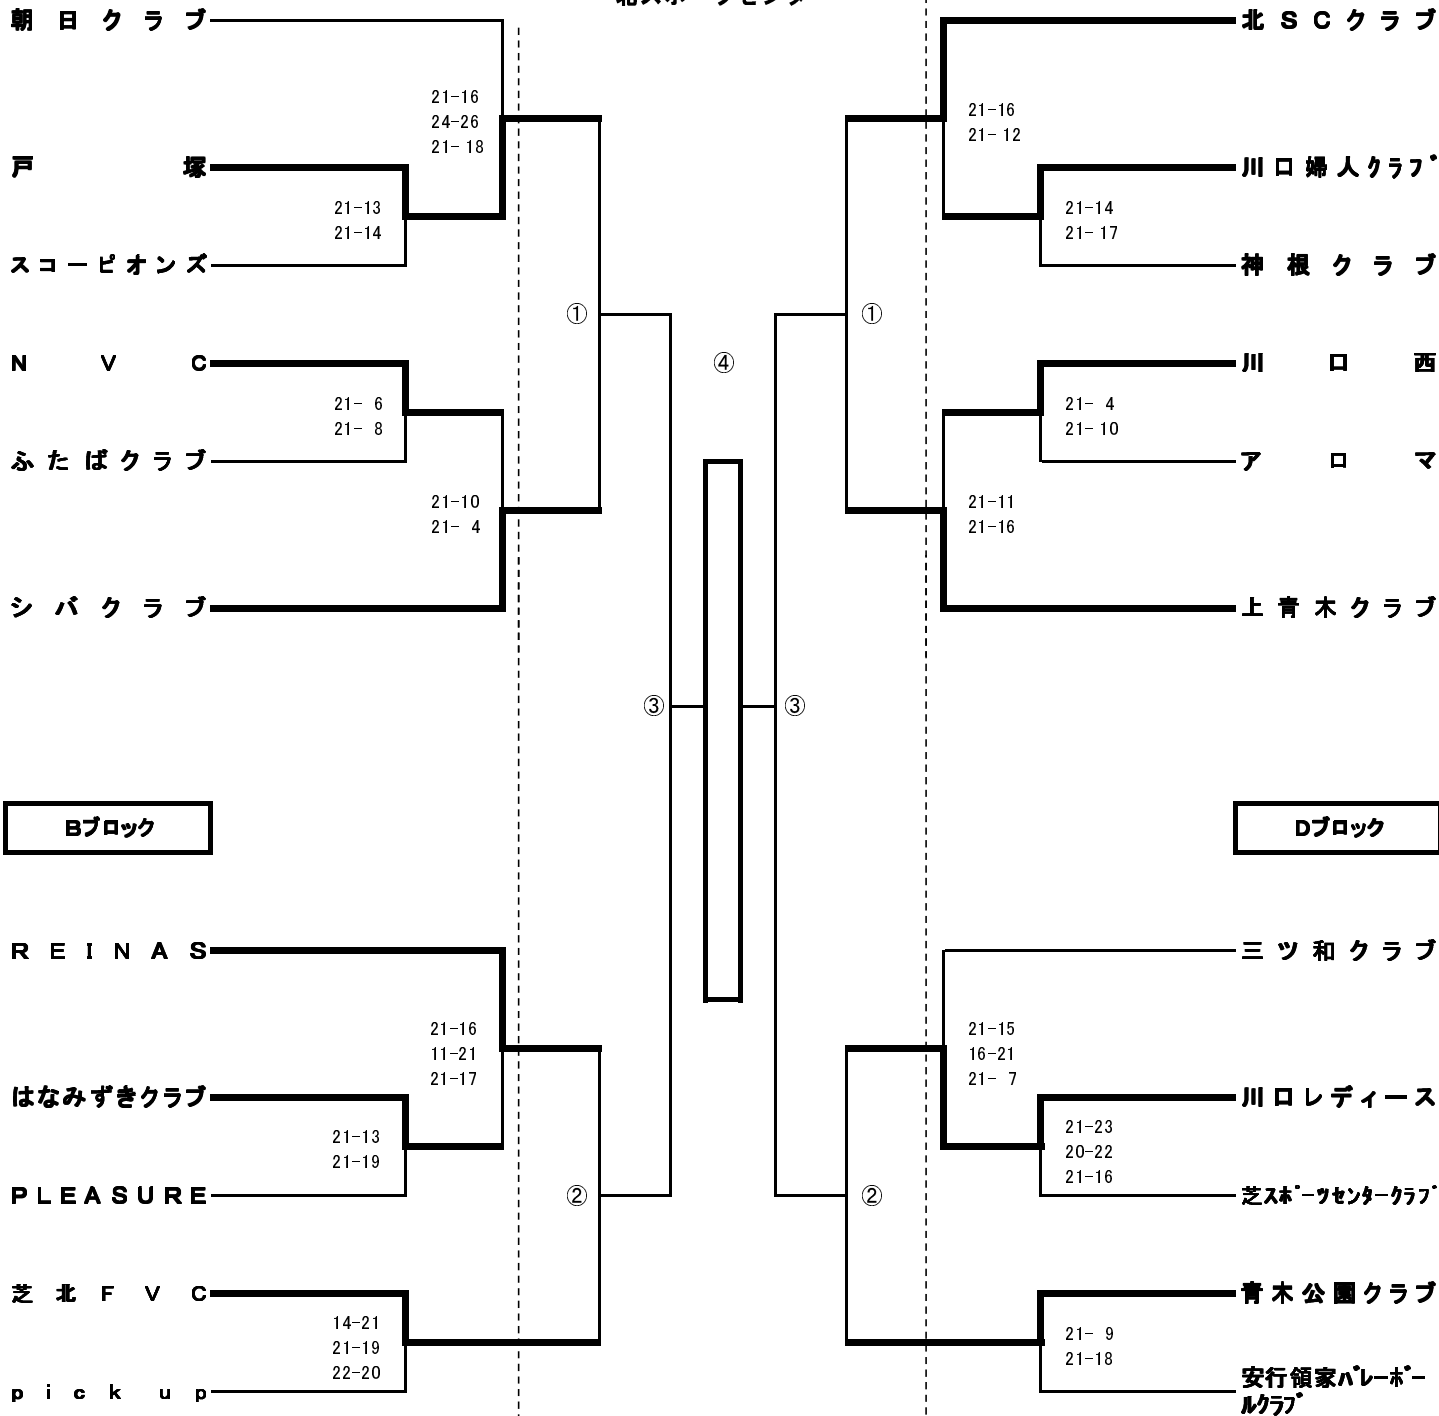 朝日クラブ
21-16
24-26
21-18
戸塚
21-13
21-14
スコーピオンズ
①
NVC
21- 6
21- 8
ふたばクラブ
21-10
21- 4
シバクラブ
③
Bブロック
REINAS
21-16
11-21
21-17
はなみずきクラブ
21-13
21-19
PLEASURE
②
芝北FVC
14-21
21-19
22-20
pick up
④
北SCクラブ
21-16
21-12
川口婦人クラブ
21-14
21-17
神根クラブ
①
川口西
21- 4
21-10
アロマ
21-11
21-16
上青木クラブ
③
Dブロック
三ツ和クラブ
21-15
16-21
21- 7
川口レディース
21-23
20-22
21-16
芝スポーツセンタークラブ
②
青木公園クラブ
21- 9
21-18
安行領家バレーボー
ルクラブ